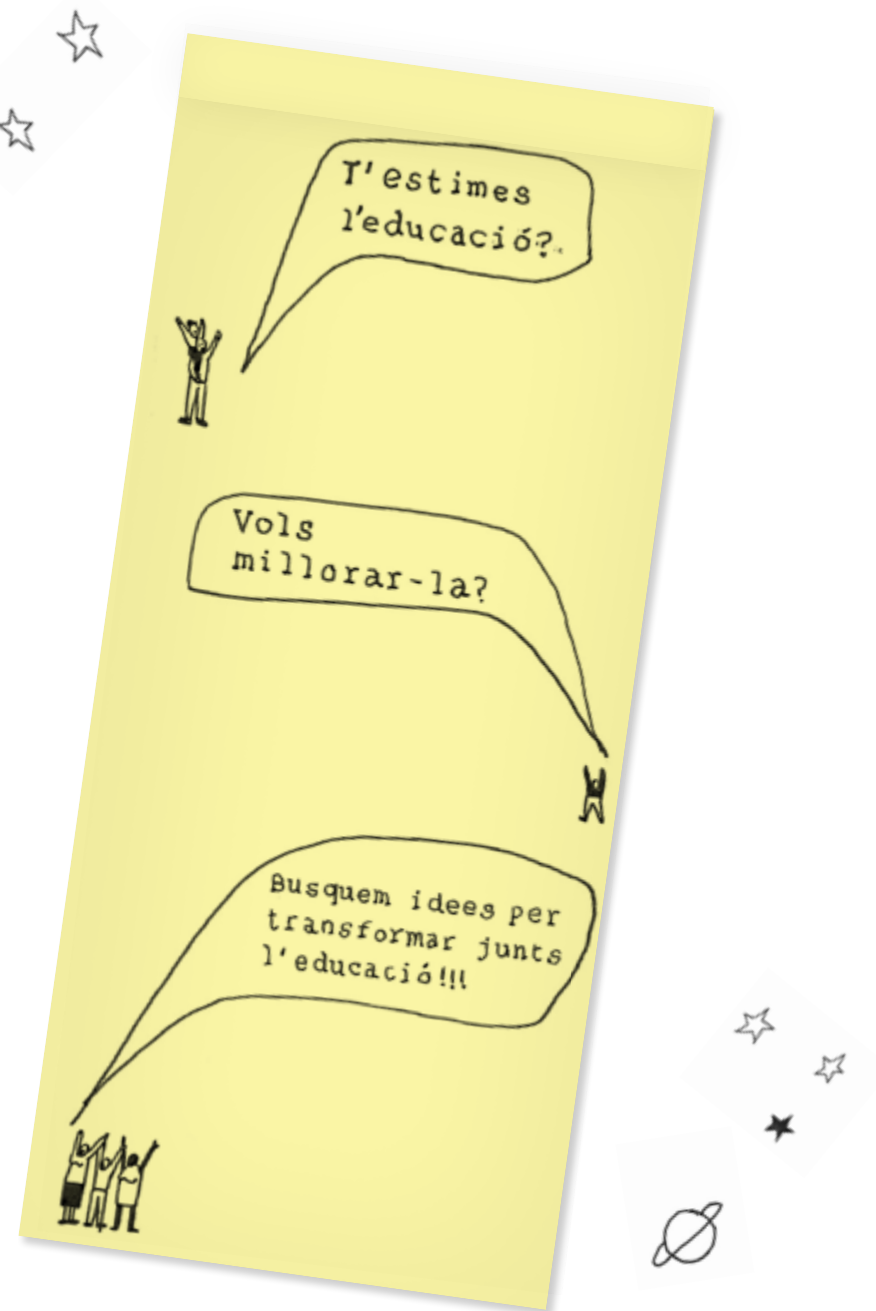 T'estimes
l'educació?
Vols
millorar-la?
Busquem idees per
transformar junts
l'educació!!!